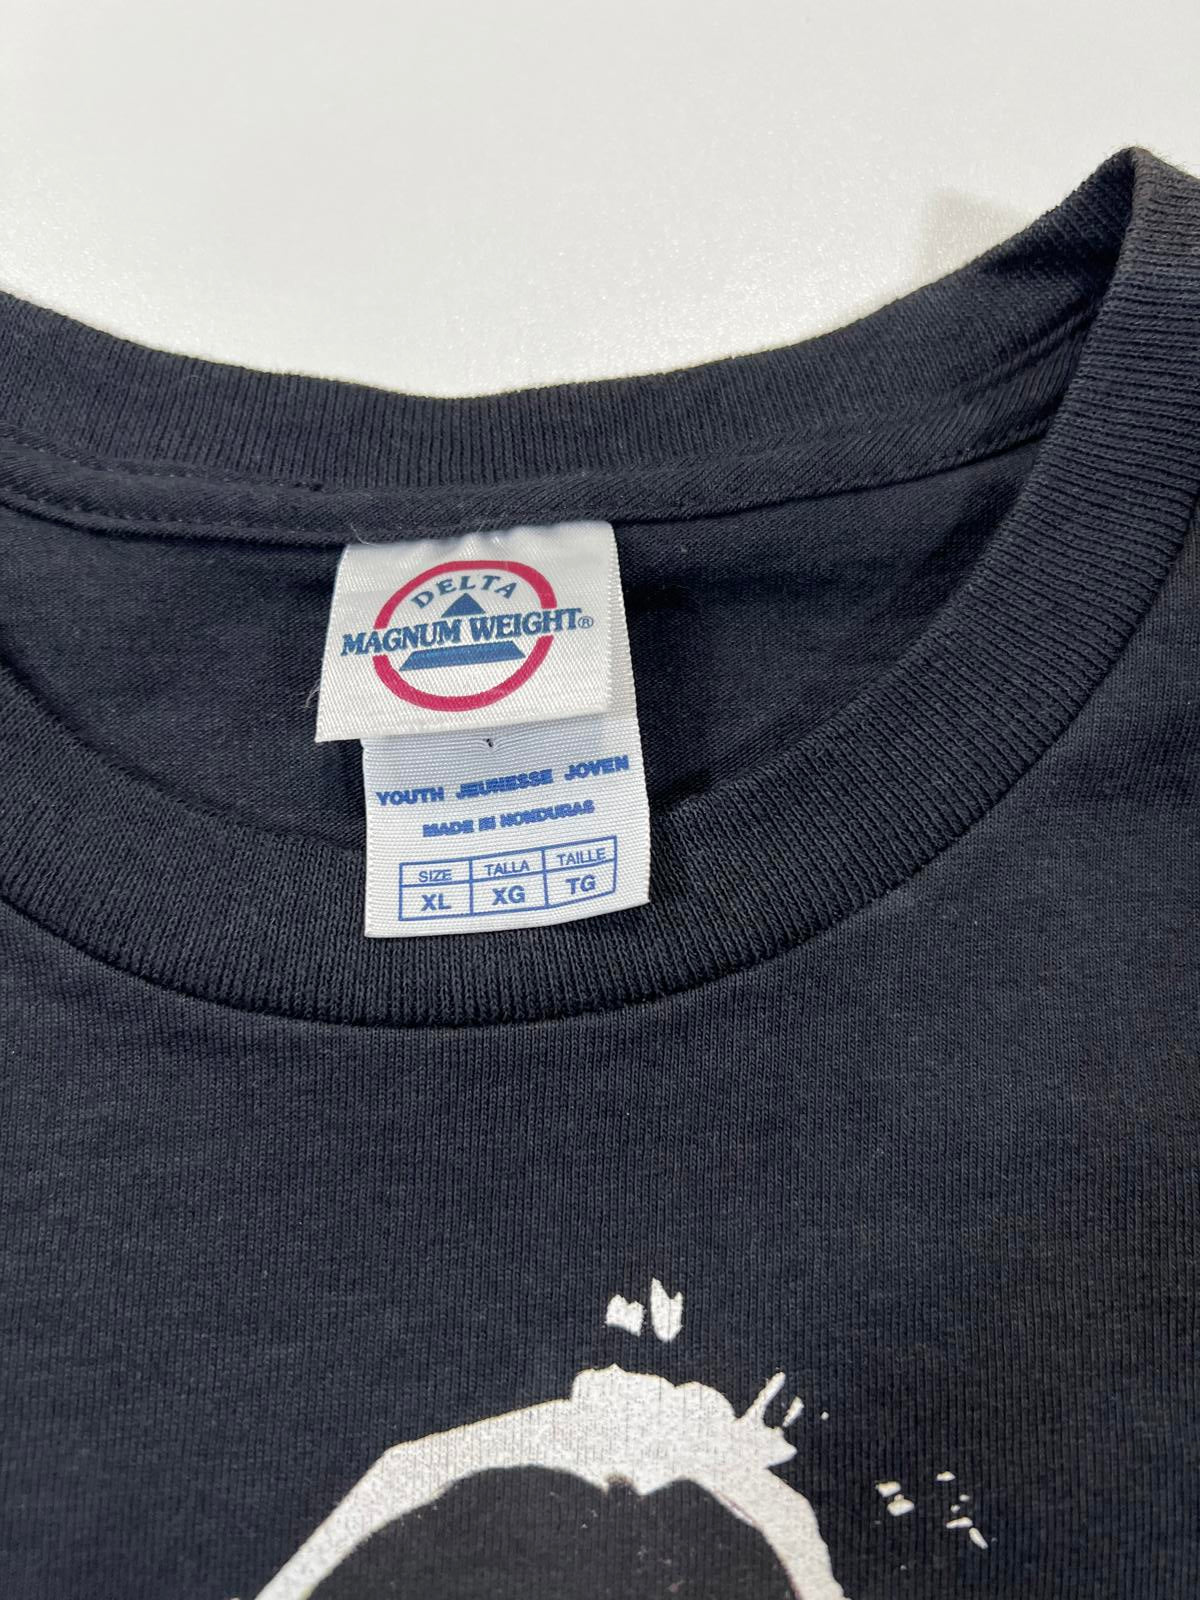 DELTA
MAGNUM WEIGHT®
YOUTH JEUNESSE JOVEN
MADE IN HONDURAS
SIZE TALLA TAILLE
XL XG TG